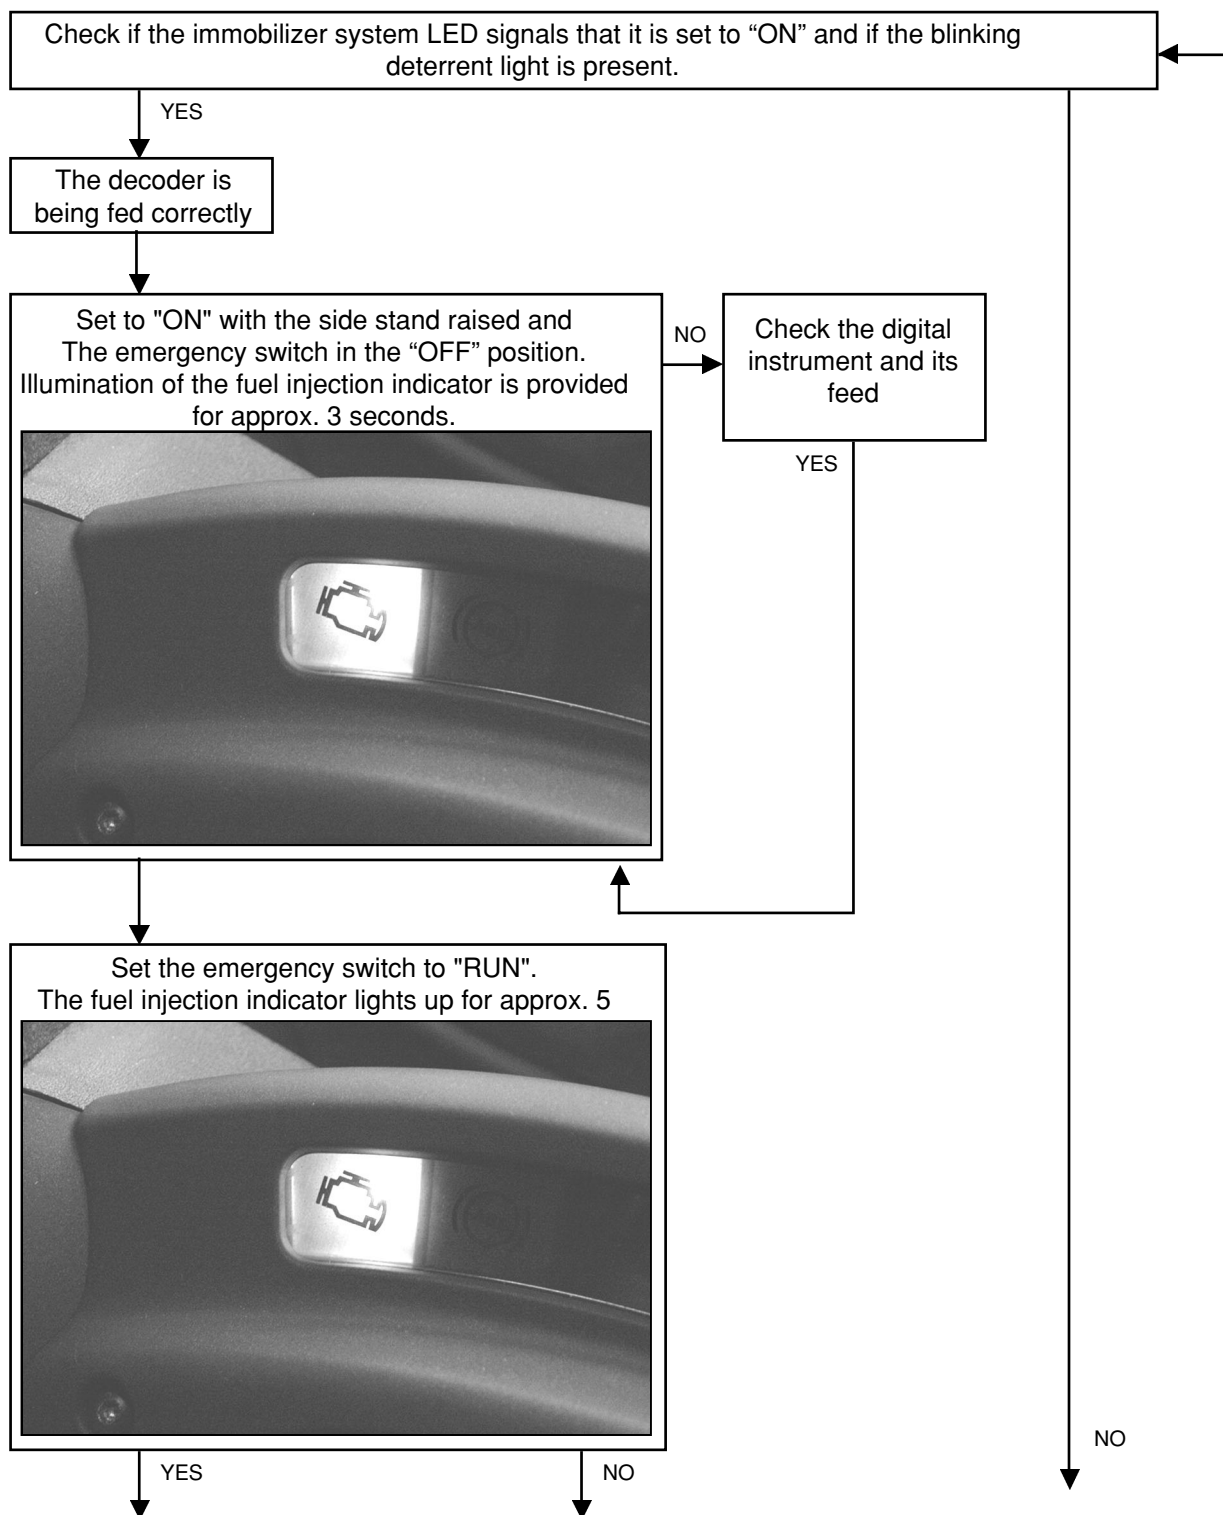 Check if the immobilizer system LED signals that it is set to “ON” and if the blinking
deterrent light is present.
YES
The decoder is
being fed correctly
Set to "ON" with the side stand raised and
The emergency switch in the “OFF” position.
Illumination of the fuel injection indicator is provided
for approx. 3 seconds.
NO
Check the digital
instrument and its
feed
YES
Set the emergency switch to "RUN".
The fuel injection indicator lights up for approx. 5
YES
NO
NO